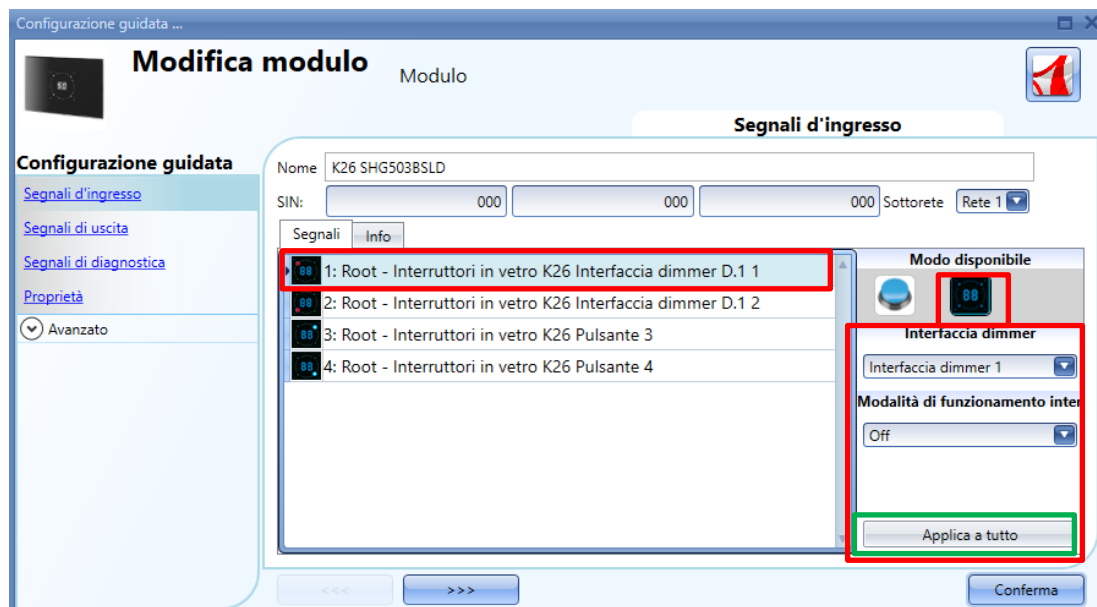 Configurazione guidata ...
Modifica modulo
Modulo
Segnali d'ingresso
Configurazione guidata
Segnali d'ingresso
Segnali di uscita
Segnali di diagnostica
Proprietà
Avanzato
Nome K26 SHG503BSLD
SIN: 000 000 000 Sottorete Rete 1
Segnali Info
1: Root - Interruttori in vetro K26 Interfaccia dimmer D.1 1
2: Root - Interruttori in vetro K26 Interfaccia dimmer D.1 2
3: Root - Interruttori in vetro K26 Pulsante 3
4: Root - Interruttori in vetro K26 Pulsante 4
Modo disponibile
88
Interfaccia dimmer
Interfaccia dimmer 1
Modalità di funzionamento inter
Off
Applica a tutto
<<< >>>
Conferma